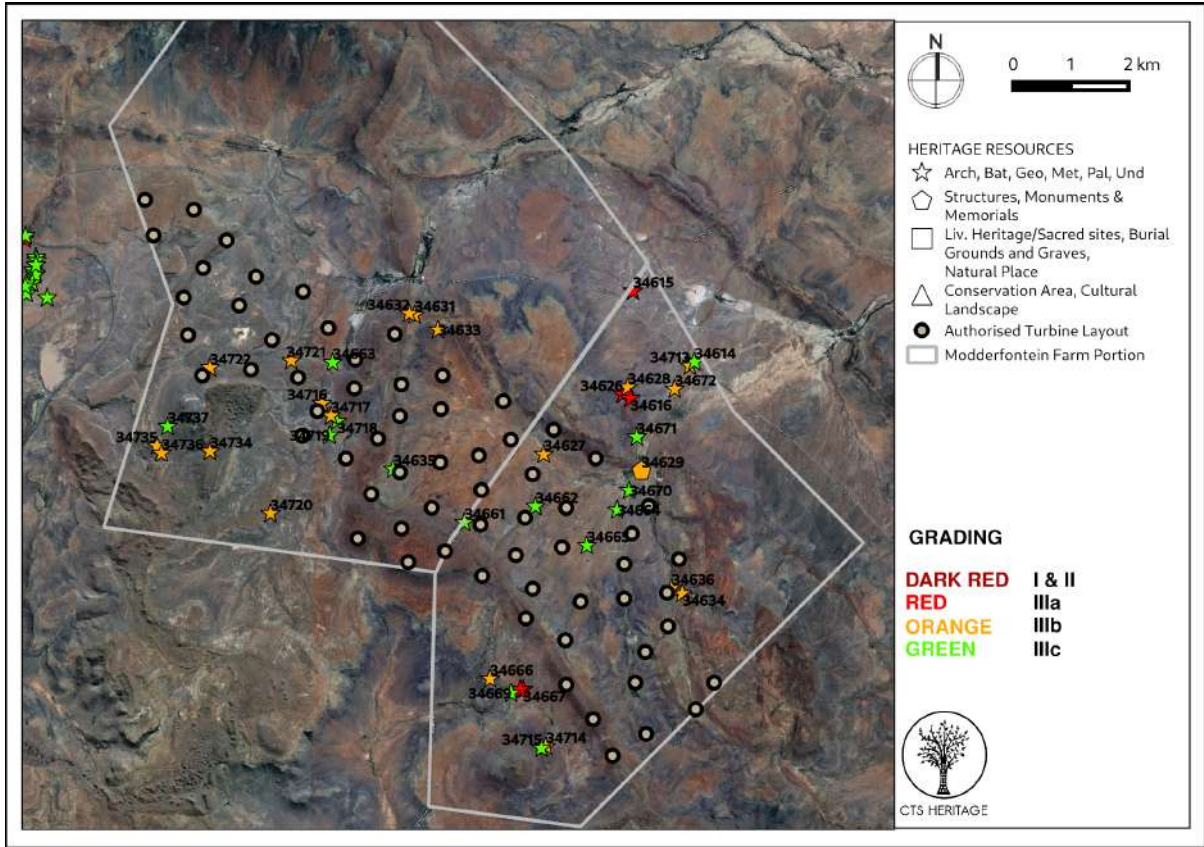 34615
34632
34631
34633
34713
34614
34721
34663
34722
34628
34672
34626
34616
34716
34717
34737
34719
34718
34671
34735
34736
34734
34627
34635
34629
34670
34720
34662
34661
34664
34665
34636
34634
34666
34669
34667
34715
34714
N
0 1 2 km
HERITAGE RESOURCES
Arch, Bat, Geo, Met, Pal, Und
Structures, Monuments &
Memorials
Liv. Heritage/Sacred sites, Burial
Grounds and Graves,
Natural Place
Conservation Area, Cultural
Landscape
Authorised Turbine Layout
Modderfontein Farm Portion
GRADING
DARK RED I & II
RED IIIa
ORANGE IIIb
GREEN IIIc
CTS HERITAGE